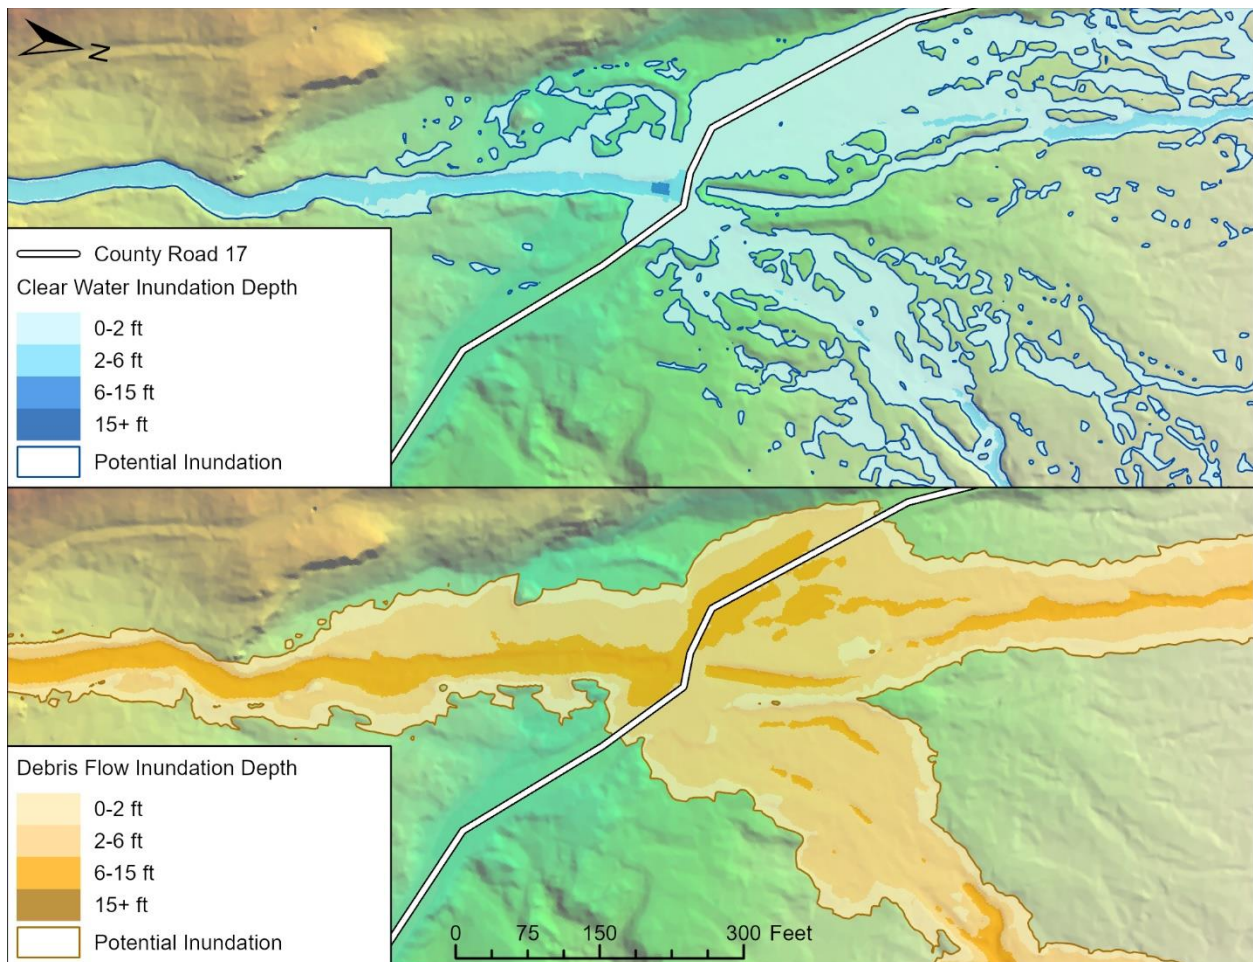 N
County Road 17
Clear Water Inundation Depth
0-2 ft
2-6 ft
6-15 ft
15+ ft
Potential Inundation
Debris Flow Inundation Depth
0-2 ft
2-6 ft
6-15 ft
15+ ft
Potential Inundation
0 75 150 300 Feet